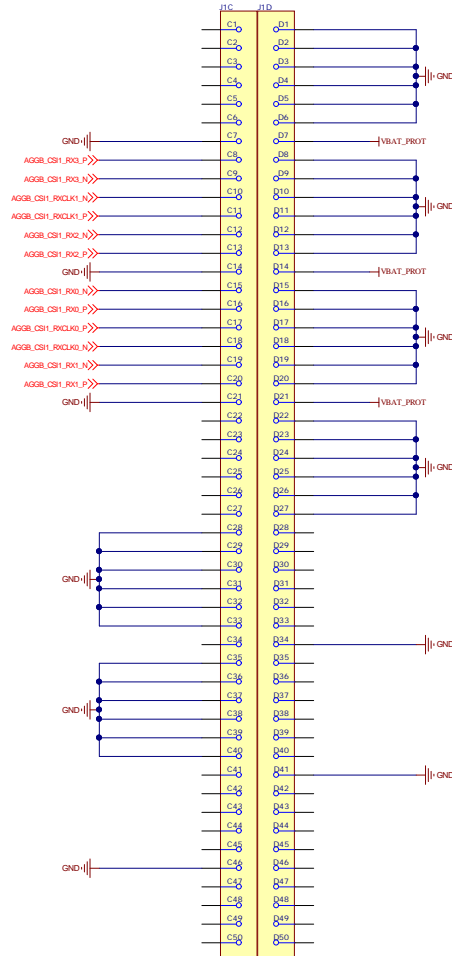 J1C J1D
C1 D1
C2 D2
C3 D3
C4 D4 GND
C5 D5
C6 D6
GND C7 D7 VBAT_PROT
AGGB_CSI1_RX3_P C8 D8
AGGB_CSI1_RX3_N C9 D9
AGGB_CSI1_RXCLK1_N C10 D10 GND
AGGB_CSI1_RXCLK1_P C11 D11
AGGB_CSI1_RX2_N C12 D12
AGGB_CSI1_RX2_P C13 D13
GND C14 D14 VBAT_PROT
AGGB_CSI1_RX0_N C15 D15
AGGB_CSI1_RX0_P C16 D16
AGGB_CSI1_RXCLK0_P C17 D17 GND
AGGB_CSI1_RXCLK0_N C18 D18
AGGB_CSI1_RX1_N C19 D19
AGGB_CSI1_RX1_P C20 D20
GND C21 D21 VBAT_PROT
C22 D22
C23 D23
C24 D24 GND
C25 D25
C26 D26
C27 D27
C28 D28
C29 D29
C30 D30
GND C31 D31
C32 D32
C33 D33
C34 D34 GND
C35 D35
C36 D36
C37 D37
GND C38 D38
C39 D39
C40 D40
C41 D41 GND
C42 D42
C43 D43
C44 D44
C45 D45
GND C46 D46
C47 D47
C48 D48
C49 D49
C50 D50